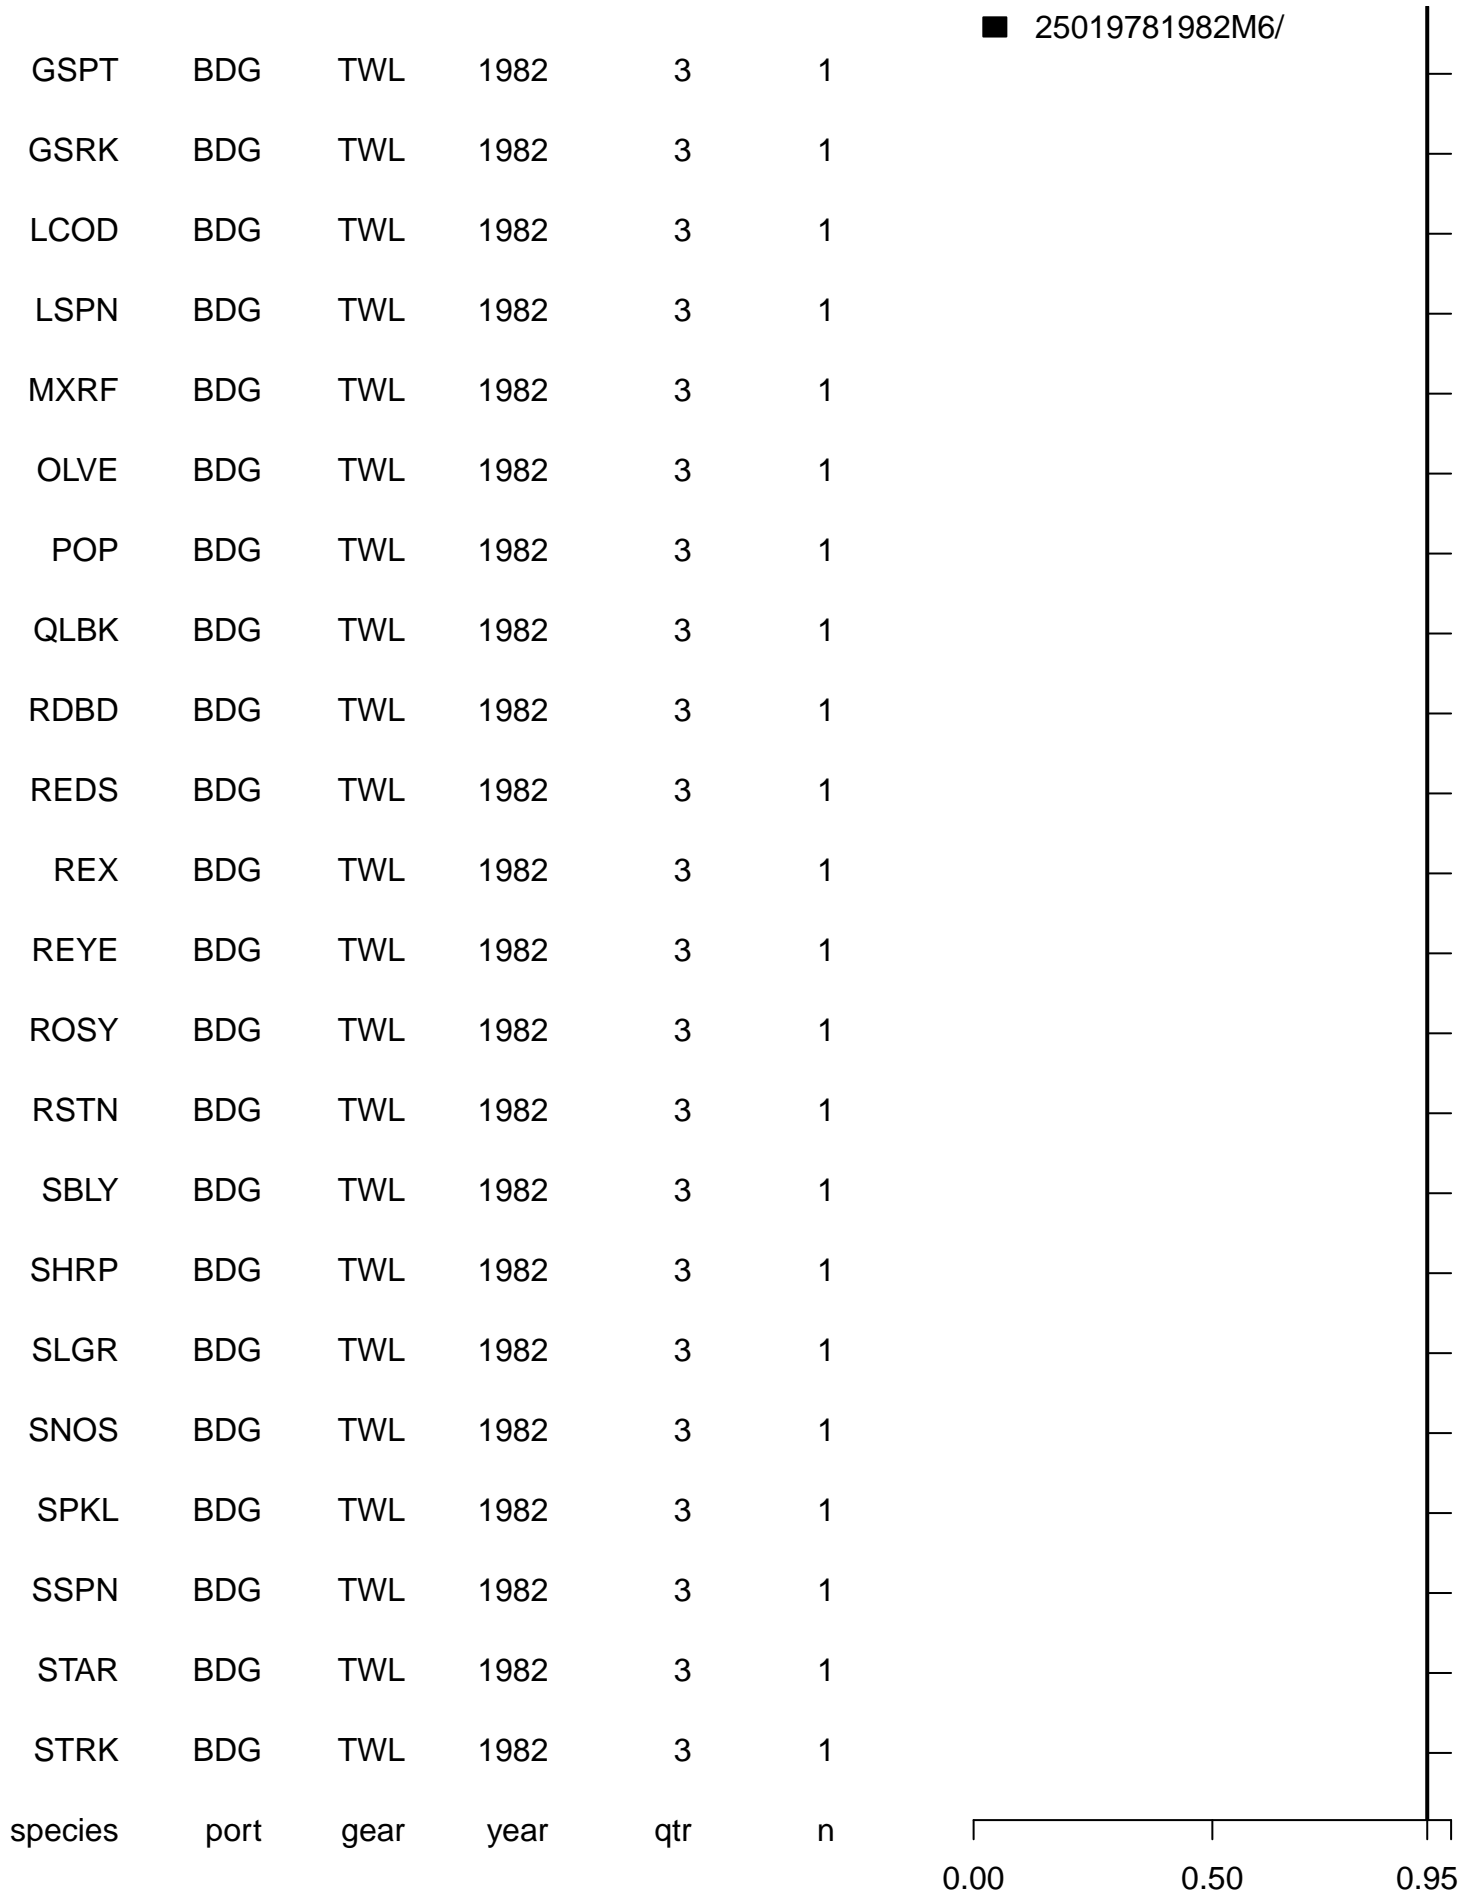 25019781982M6/
GSPT BDG TWL 1982 3 1
GSRK BDG TWL 1982 3 1
LCOD BDG TWL 1982 3 1
LSPN BDG TWL 1982 3 1
MXRF BDG TWL 1982 3 1
OLVE BDG TWL 1982 3 1
POP BDG TWL 1982 3 1
QLBK BDG TWL 1982 3 1
RDBD BDG TWL 1982 3 1
REDS BDG TWL 1982 3 1
REX BDG TWL 1982 3 1
REYE BDG TWL 1982 3 1
ROSY BDG TWL 1982 3 1
RSTN BDG TWL 1982 3 1
SBLY BDG TWL 1982 3 1
SHRP BDG TWL 1982 3 1
SLGR BDG TWL 1982 3 1
SNOS BDG TWL 1982 3 1
SPKL BDG TWL 1982 3 1
SSPN BDG TWL 1982 3 1
STAR BDG TWL 1982 3 1
STRK BDG TWL 1982 3 1
species port gear year qtr n
0.00 0.50 0.95